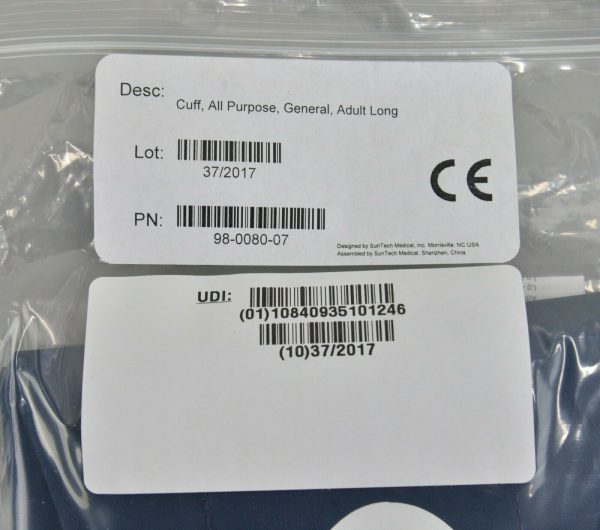 Desc:
Cuff, All Purpose, General, Adult Long
Lot:
37/2017
CE
PN:
98-0080-07
Designed by SunTech Medical, Inc. Morrisville, NC USA
Assembled by SunTech Medical, Shenzhen, China
UDI:
(01)10840935101246
(10)37/2017